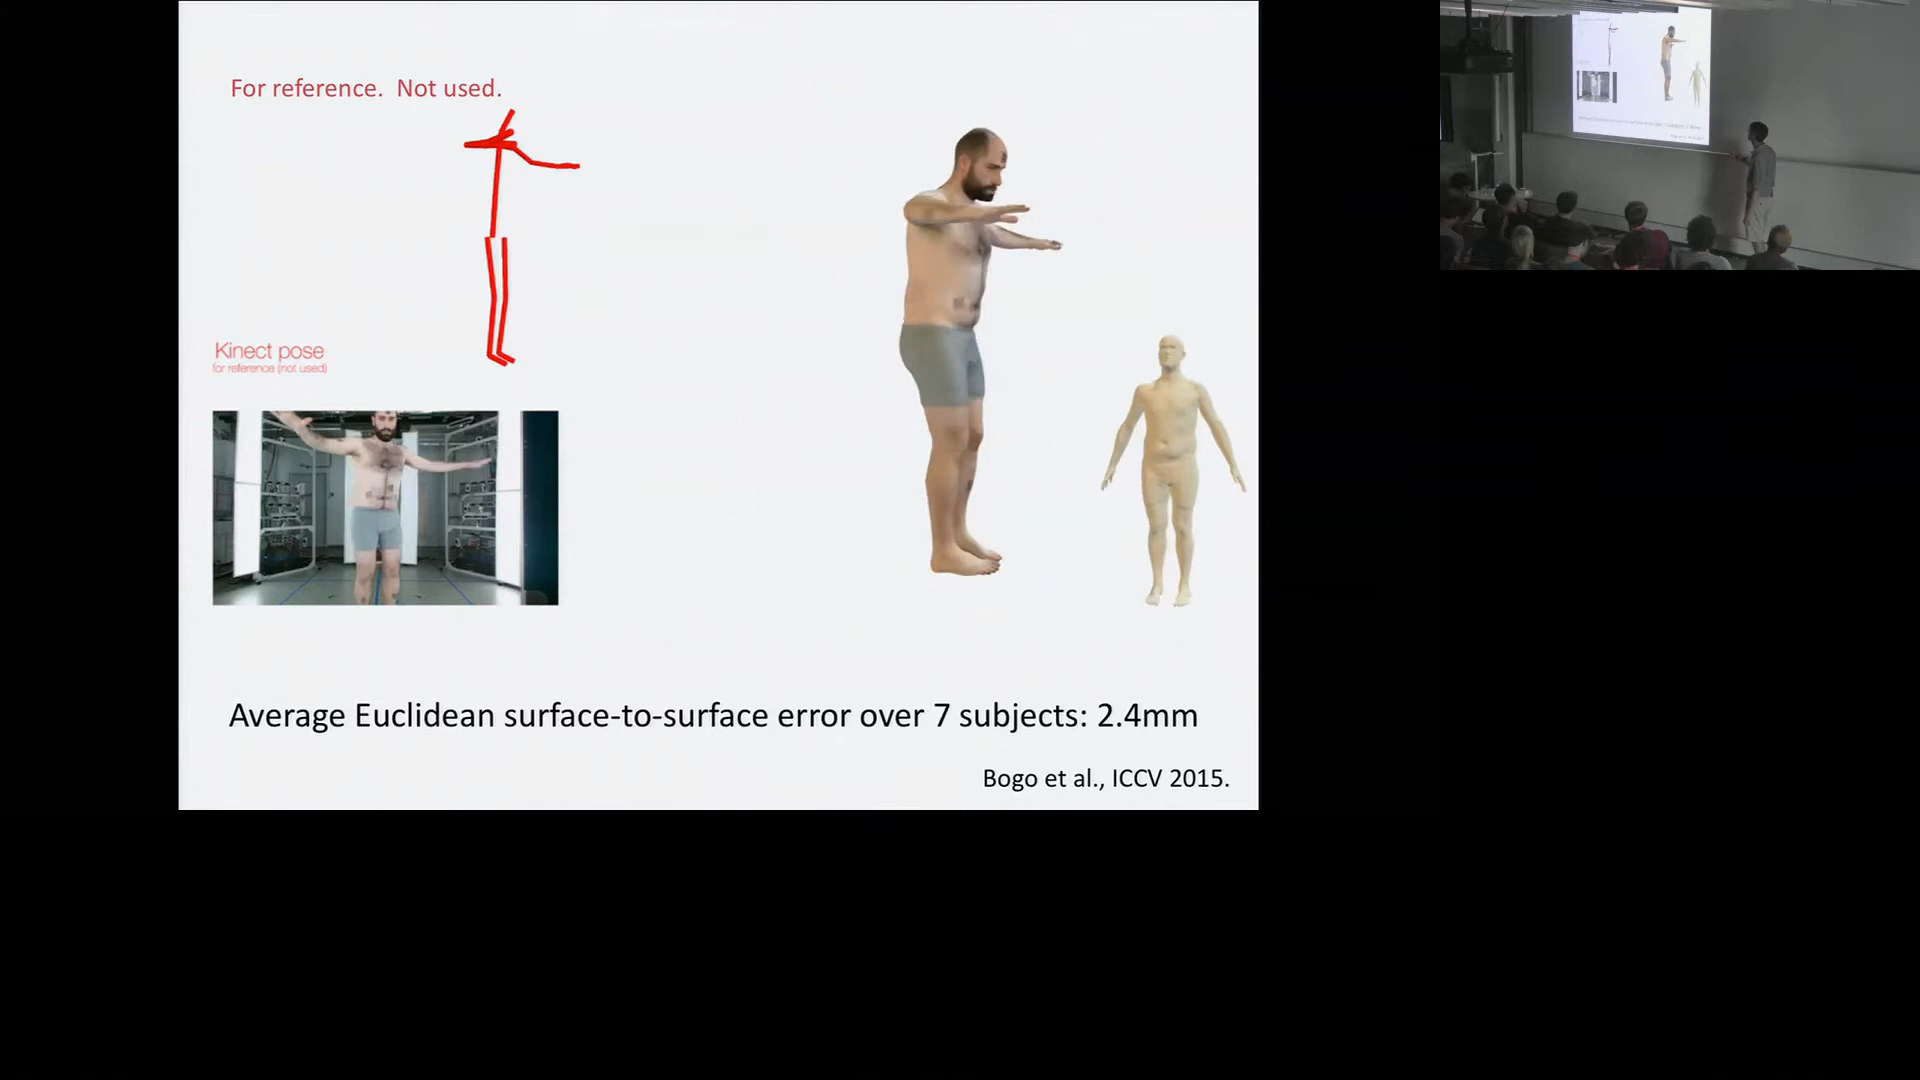 For reference. Not used.
Kinect pose
for reference (not used)
Average Euclidean surface-to-surface error over 7 subjects: 2.4mm
Bogo et al., ICCV 2015.